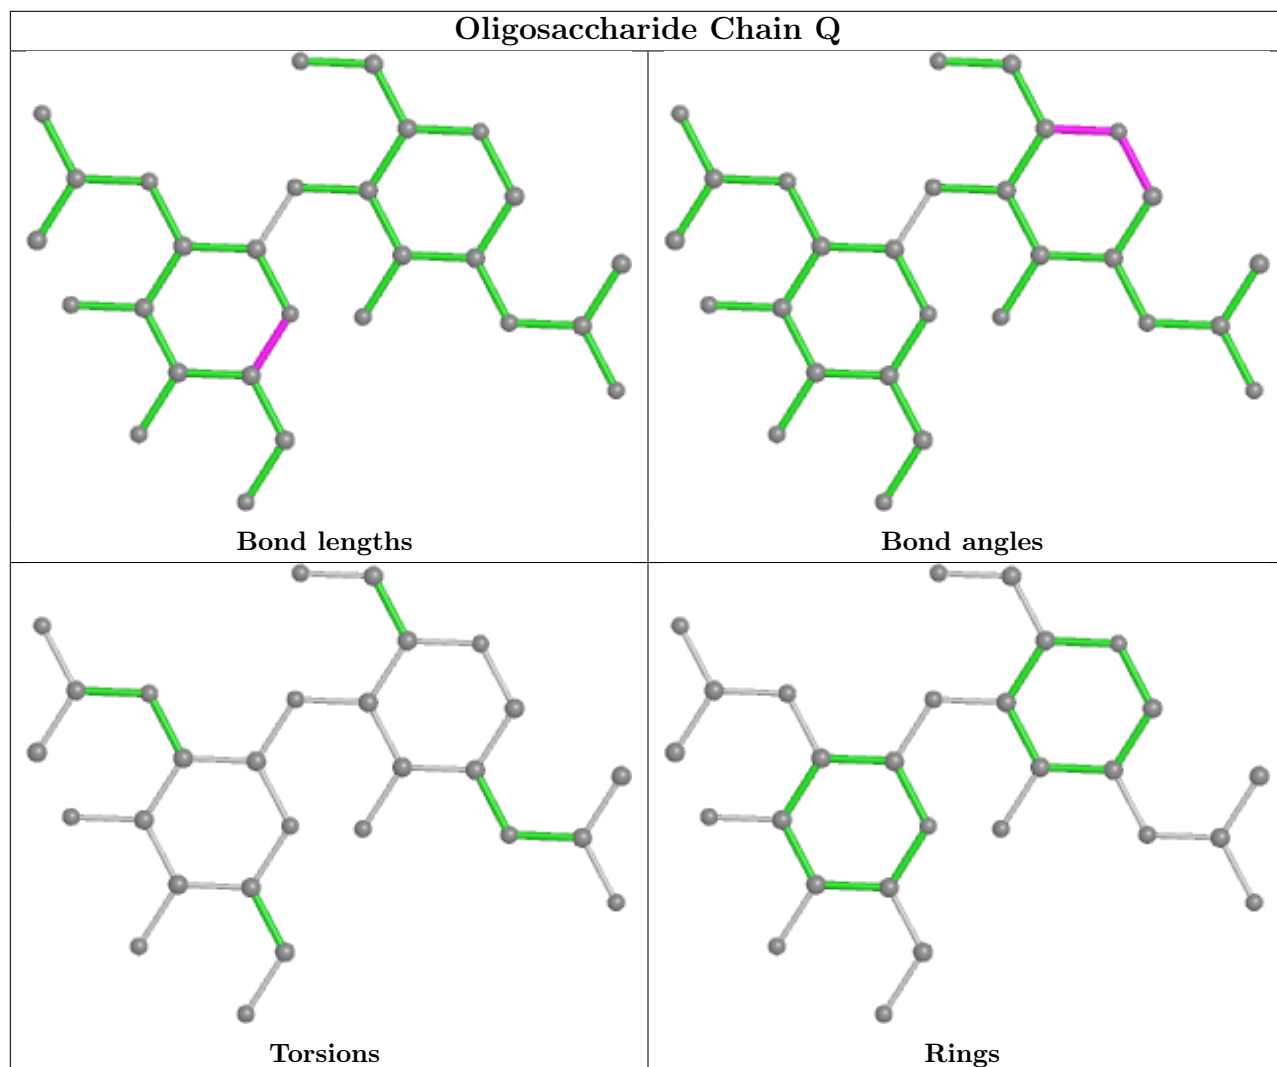 Oligosaccharide Chain Q
Bond lengths
Bond angles
Torsions
Rings